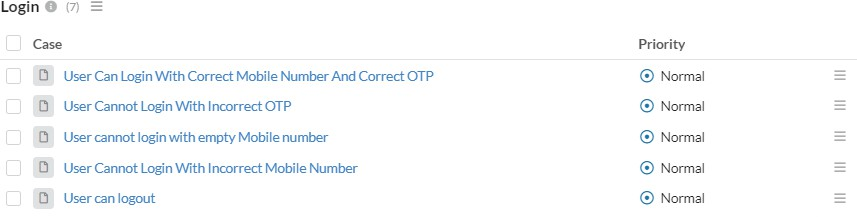 Login (7)
Case Priority
User Can Login With Correct Mobile Number And Correct OTP Normal
User Cannot Login With Incorrect OTP Normal
User cannot login with empty Mobile number Normal
User Cannot Login With Incorrect Mobile Number Normal
User can logout Normal